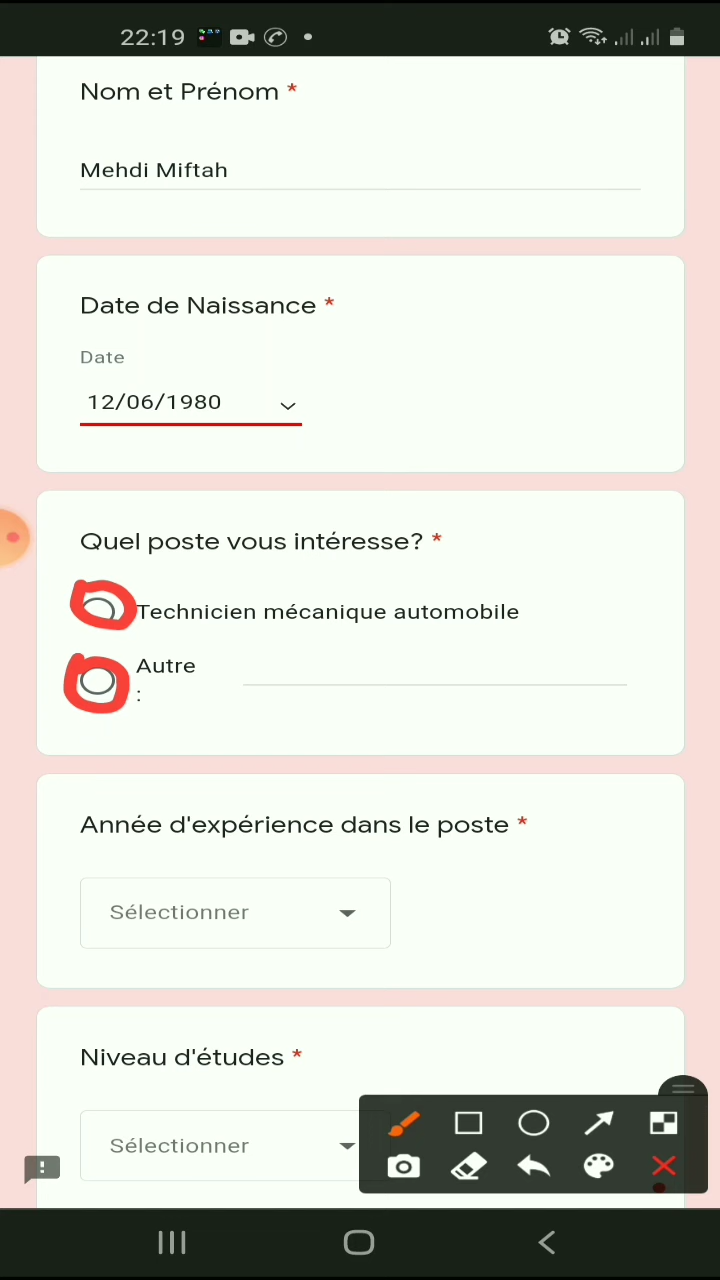 22:19
Nom et Prénom *
Mehdi Miftah
Date de Naissance *
Date
12/06/1980
Quel poste vous intéresse? *
Technicien mécanique automobile
Autre
:
Année d'expérience dans le poste *
Sélectionner
Niveau d'études *
Sélectionner